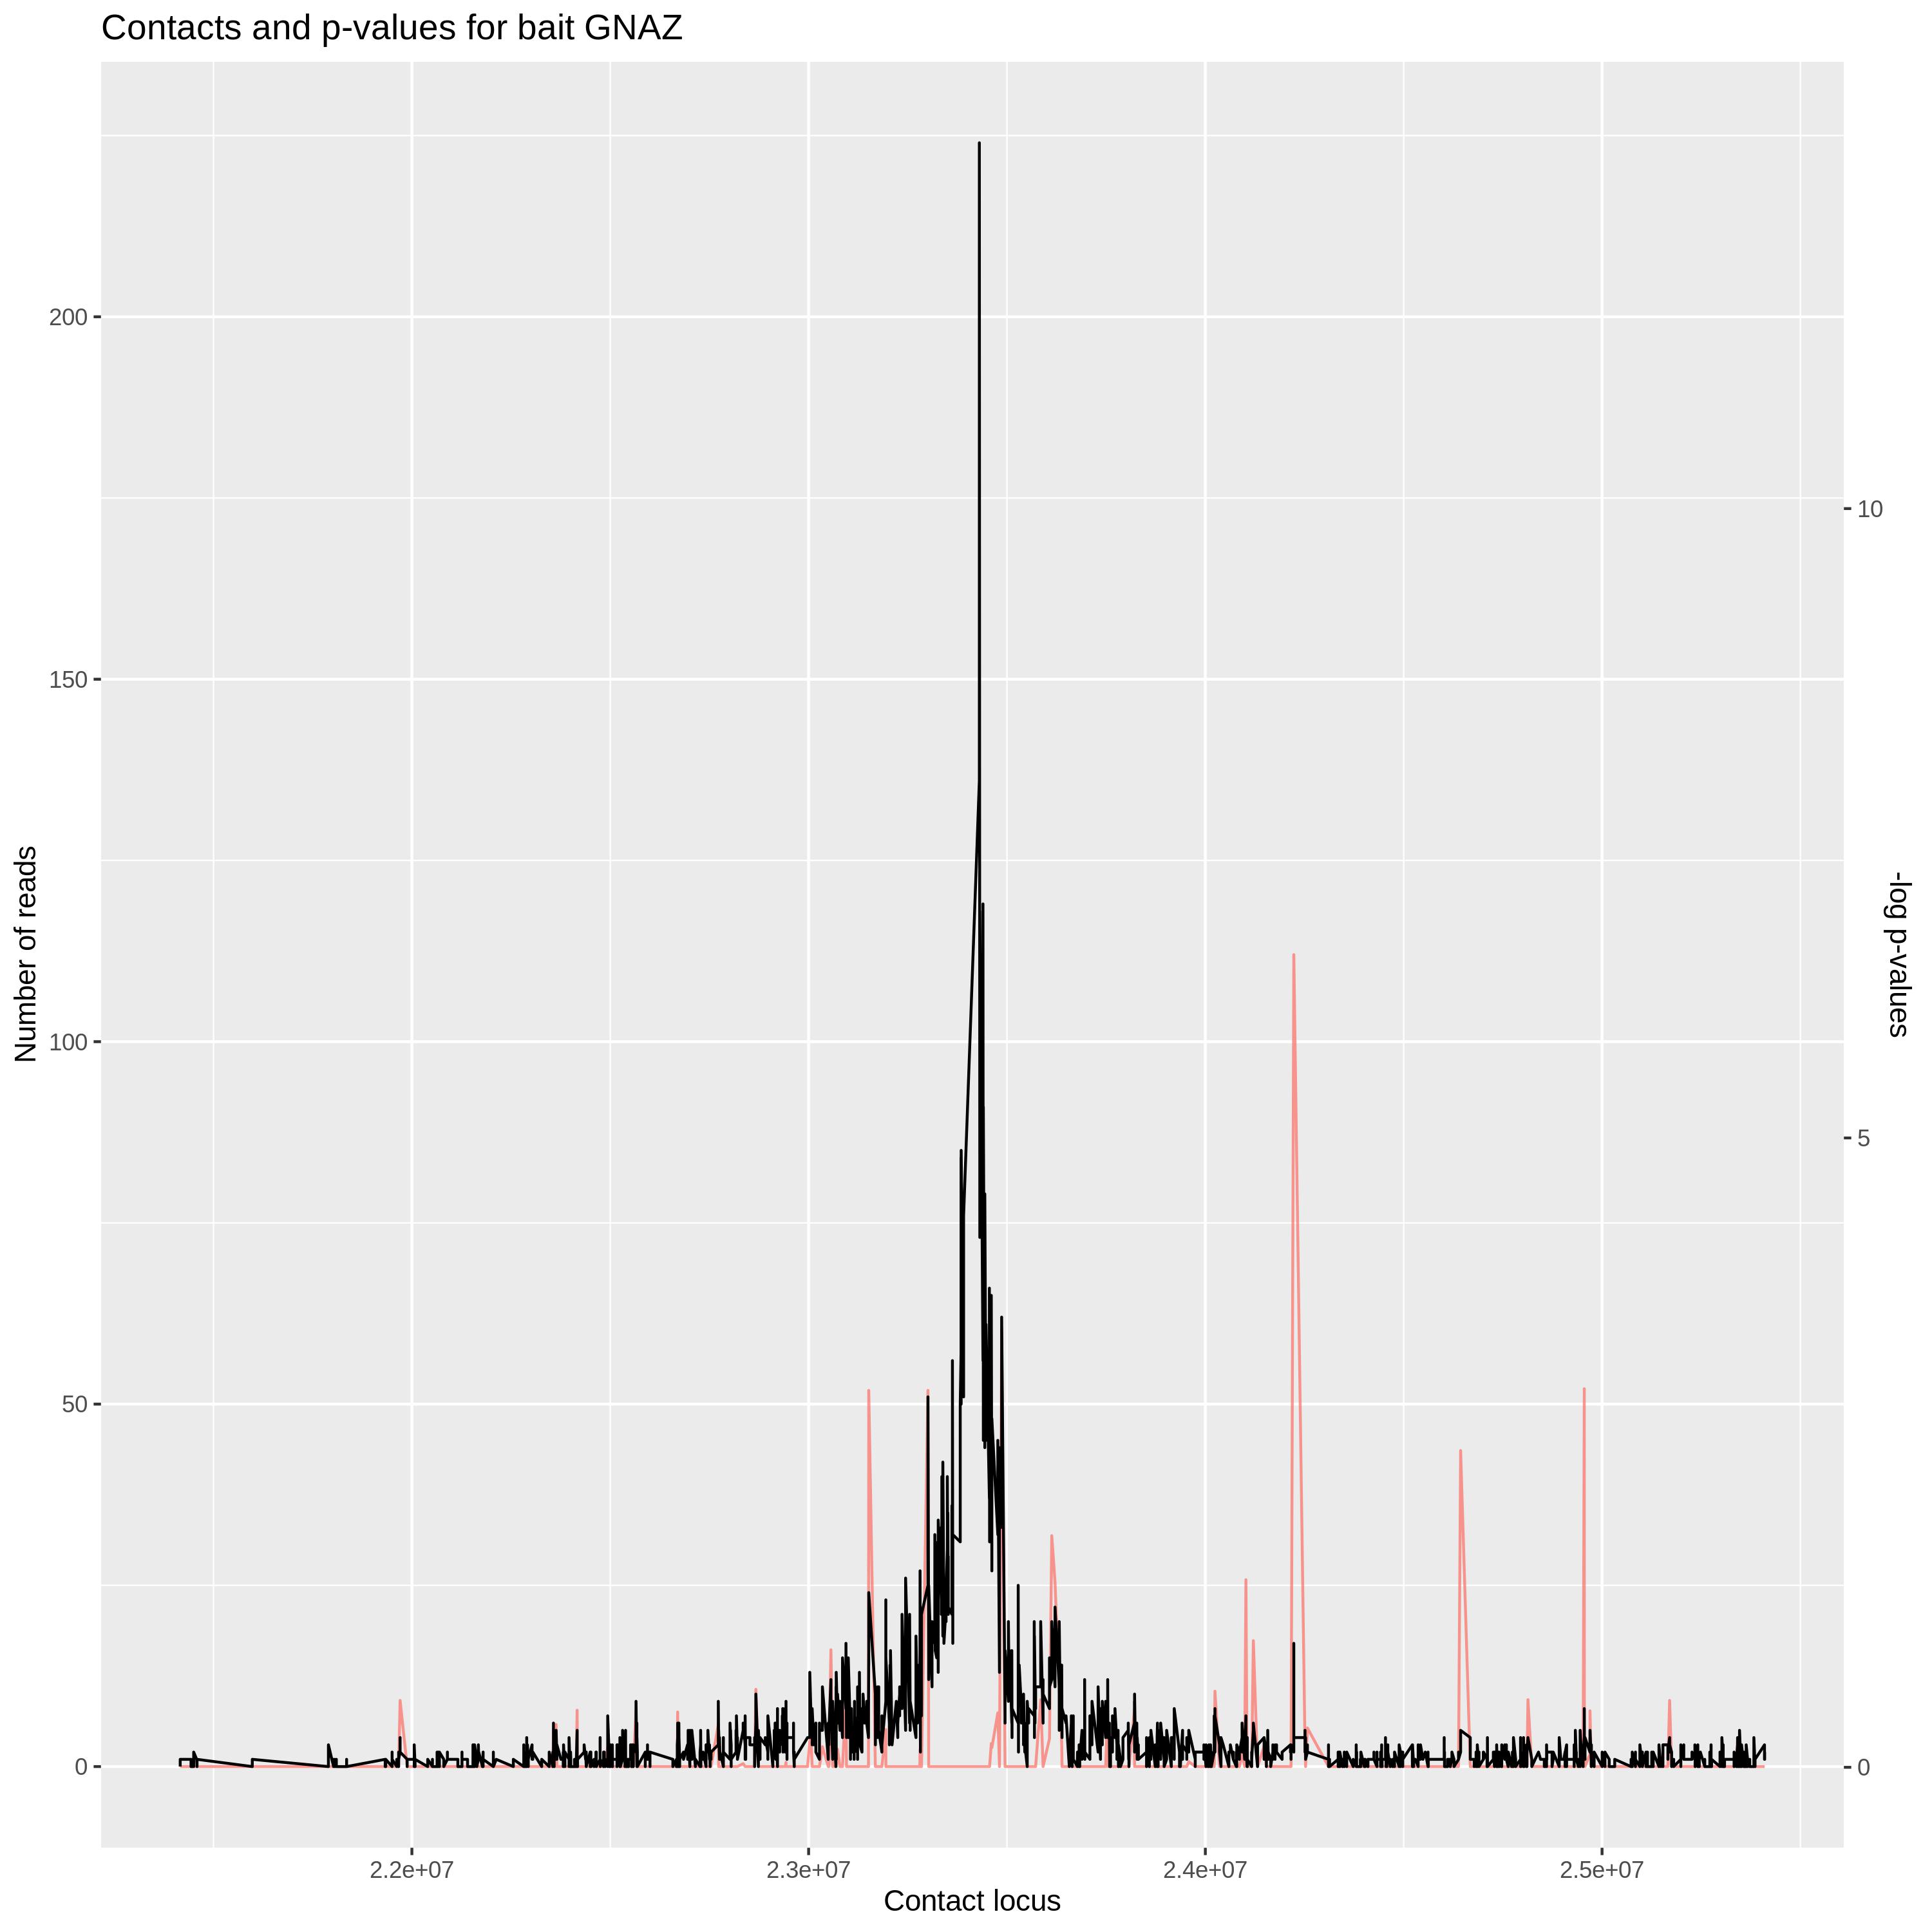 Contacts and p-values for bait GNAZ
Number of reads
200
150
100
50
0
10
5
0
-log p-values
2.2e+07
2.3e+07
2.4e+07
2.5e+07
Contact locus